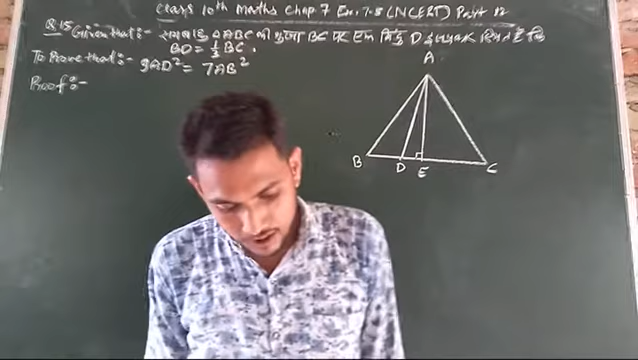 Class 10th Maths Chap 7 Ex. 7.5 (NCERT) Part 12
Q.15 Given that:- समबाहु △ABC की भुजा BC पर एक बिंदु D इस प्रकार स्थित है कि
BD = 1/3 BC.
To Prove that:- 9AD² = 7AB²
Proof:-
A
B
D
E
C